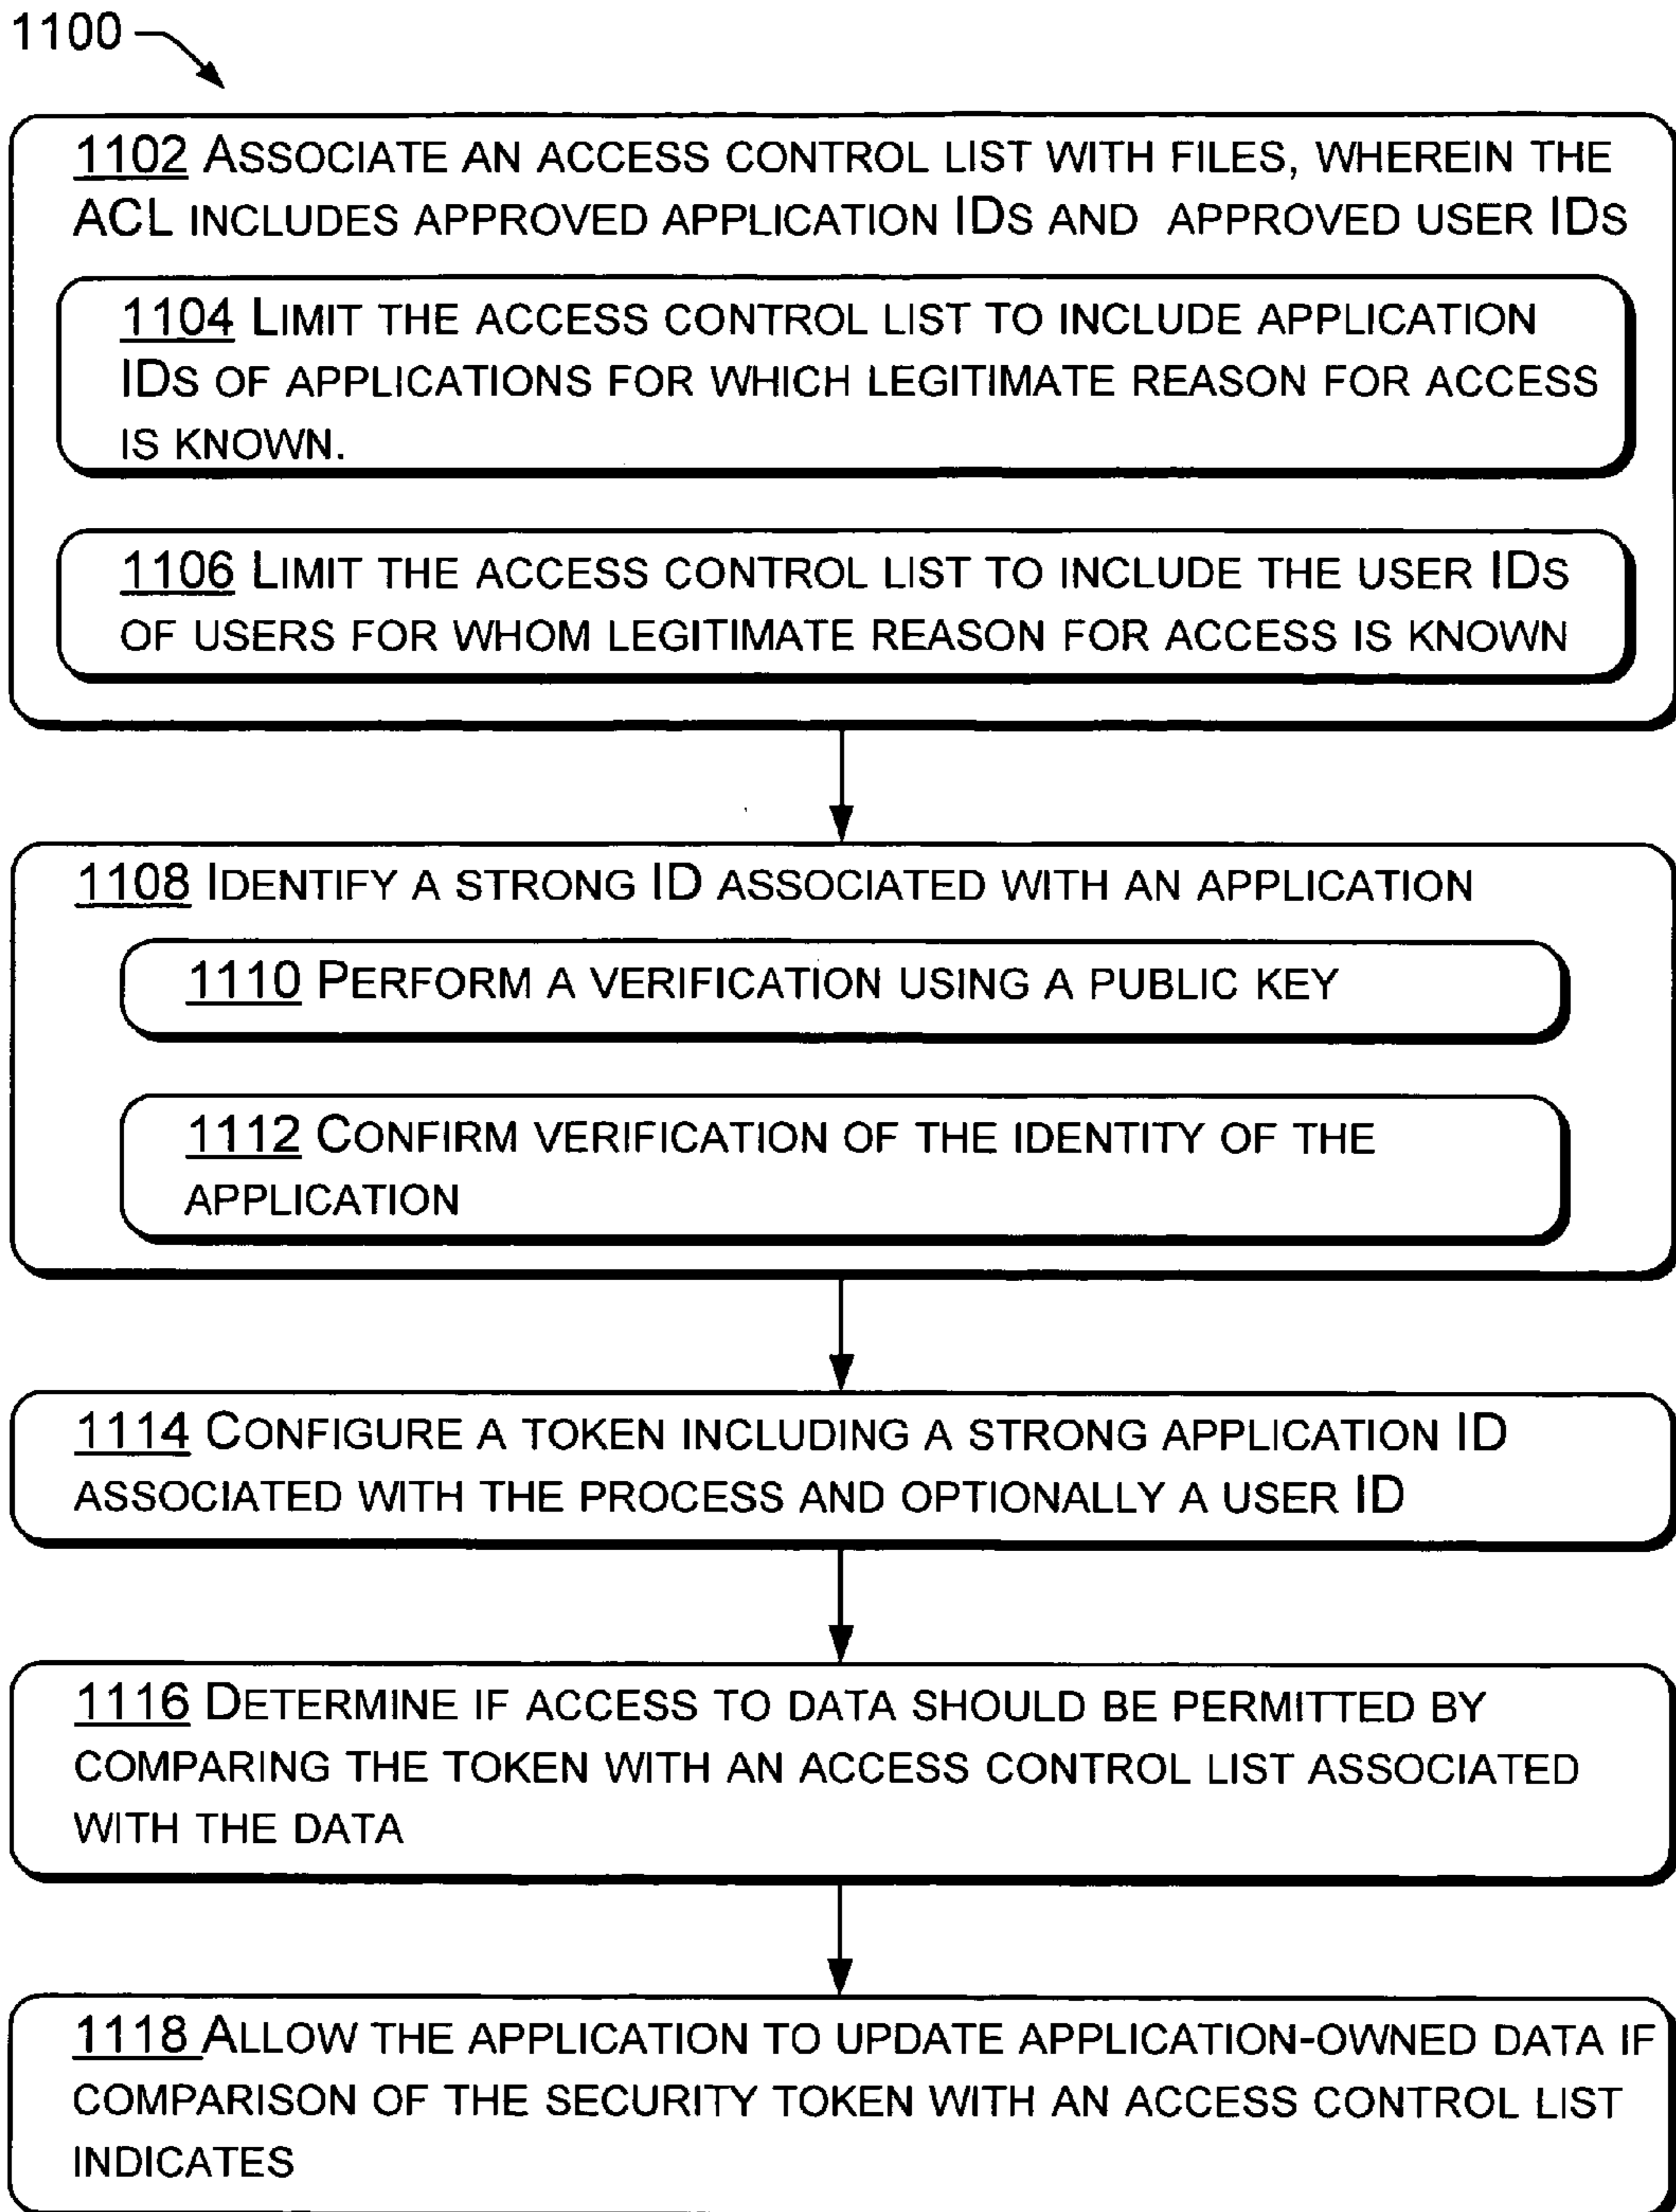 1100
1102 ASSOCIATE AN ACCESS CONTROL LIST WITH FILES, WHEREIN THE
ACL INCLUDES APPROVED APPLICATION IDS AND APPROVED USER IDS
1104 LIMIT THE ACCESS CONTROL LIST TO INCLUDE APPLICATION
IDS OF APPLICATIONS FOR WHICH LEGITIMATE REASON FOR ACCESS
IS KNOWN.
1106 LIMIT THE ACCESS CONTROL LIST TO INCLUDE THE USER IDS
OF USERS FOR WHOM LEGITIMATE REASON FOR ACCESS IS KNOWN
1108 IDENTIFY A STRONG ID ASSOCIATED WITH AN APPLICATION
1110 PERFORM A VERIFICATION USING A PUBLIC KEY
1112 CONFIRM VERIFICATION OF THE IDENTITY OF THE
APPLICATION
1114 CONFIGURE A TOKEN INCLUDING A STRONG APPLICATION ID
ASSOCIATED WITH THE PROCESS AND OPTIONALLY A USER ID
1116 DETERMINE IF ACCESS TO DATA SHOULD BE PERMITTED BY
COMPARING THE TOKEN WITH AN ACCESS CONTROL LIST ASSOCIATED
WITH THE DATA
1118 ALLOW THE APPLICATION TO UPDATE APPLICATION-OWNED DATA IF
COMPARISON OF THE SECURITY TOKEN WITH AN ACCESS CONTROL LIST
INDICATES